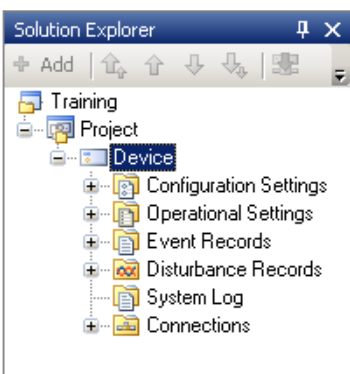 Solution Explorer
Add
Training
Project
Device
Configuration Settings
Operational Settings
Event Records
Disturbance Records
System Log
Connections